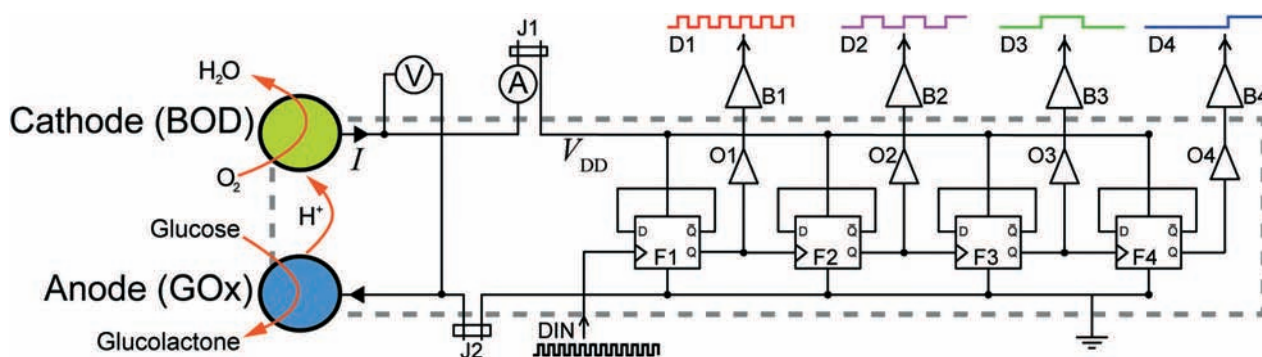 J1
D1
D2
D3
D4
H₂O
V
A
B1
B2
B3
B4
Cathode (BOD)
I
V_DD
O1
O2
O3
O4
O₂
H⁺
Glucose
D Q̄
F1 Q
D Q̄
F2 Q
D Q̄
F3 Q
D Q̄
F4 Q
Anode (GOx)
Glucolactone
J2
DIN